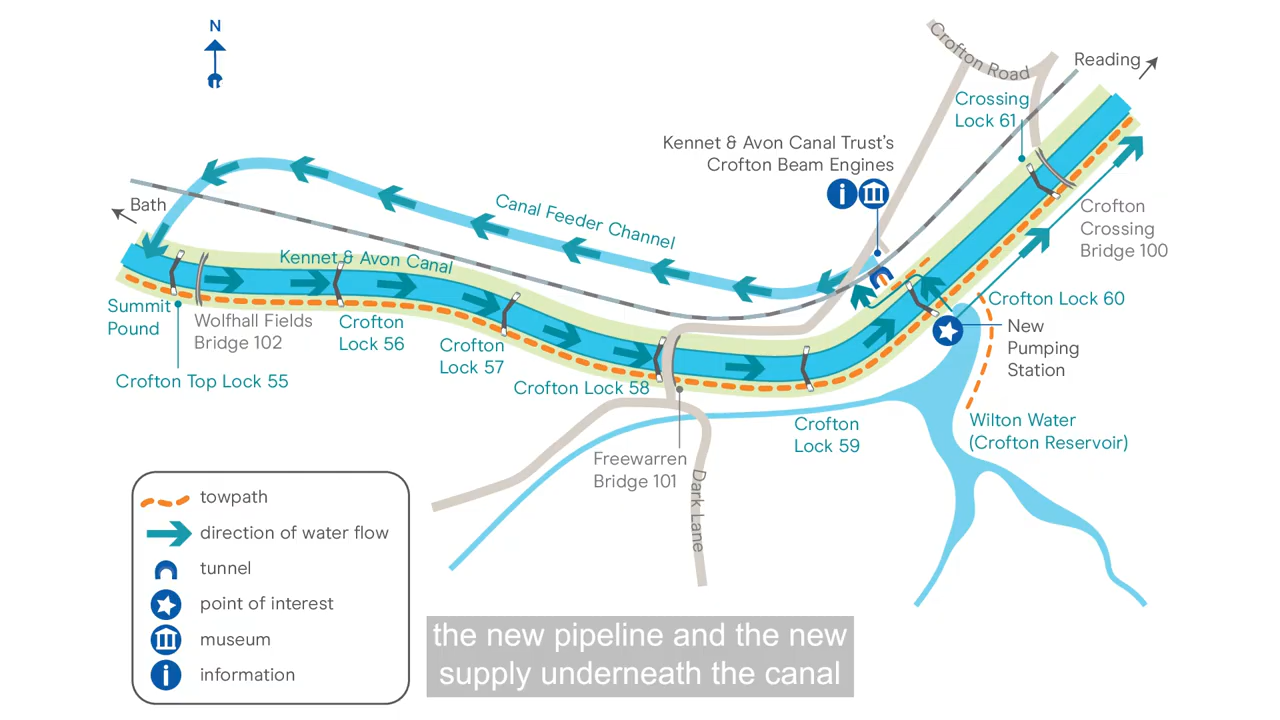 N
Crofton Road
Reading
Crossing
Lock 61
Kennet & Avon Canal Trust's
Crofton Beam Engines
Bath
Canal Feeder Channel
Crofton
Crossing
Bridge 100
Kennet & Avon Canal
Summit
Pound
Wolfhall Fields
Bridge 102
Crofton
Lock 56
Crofton
Lock 57
Crofton Lock 60
New
Pumping
Station
Crofton Top Lock 55
Crofton Lock 58
Crofton
Lock 59
Wilton Water
(Crofton Reservoir)
Freewarren
Bridge 101
Dark Lane
towpath
direction of water flow
tunnel
point of interest
museum
information
the new pipeline and the new
supply underneath the canal